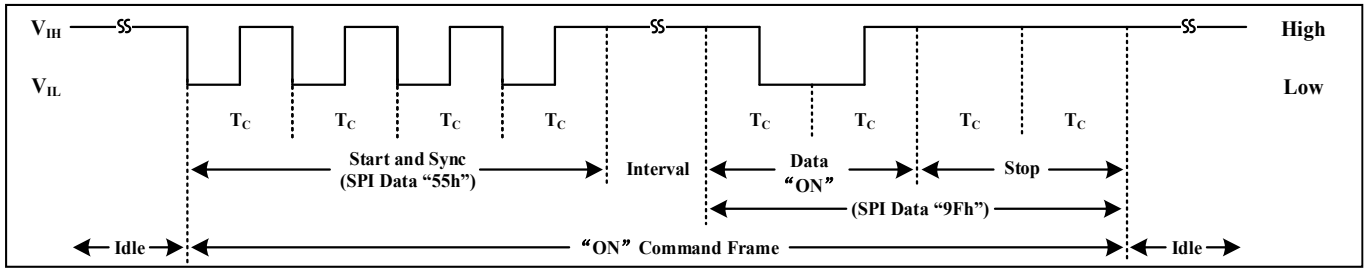 VIH High
VIL Low
TC TC TC TC TC TC TC TC
Start and Sync
(SPI Data “55h”)
Interval
Data
“ON”
Stop
(SPI Data “9Fh”)
Idle “ON” Command Frame Idle